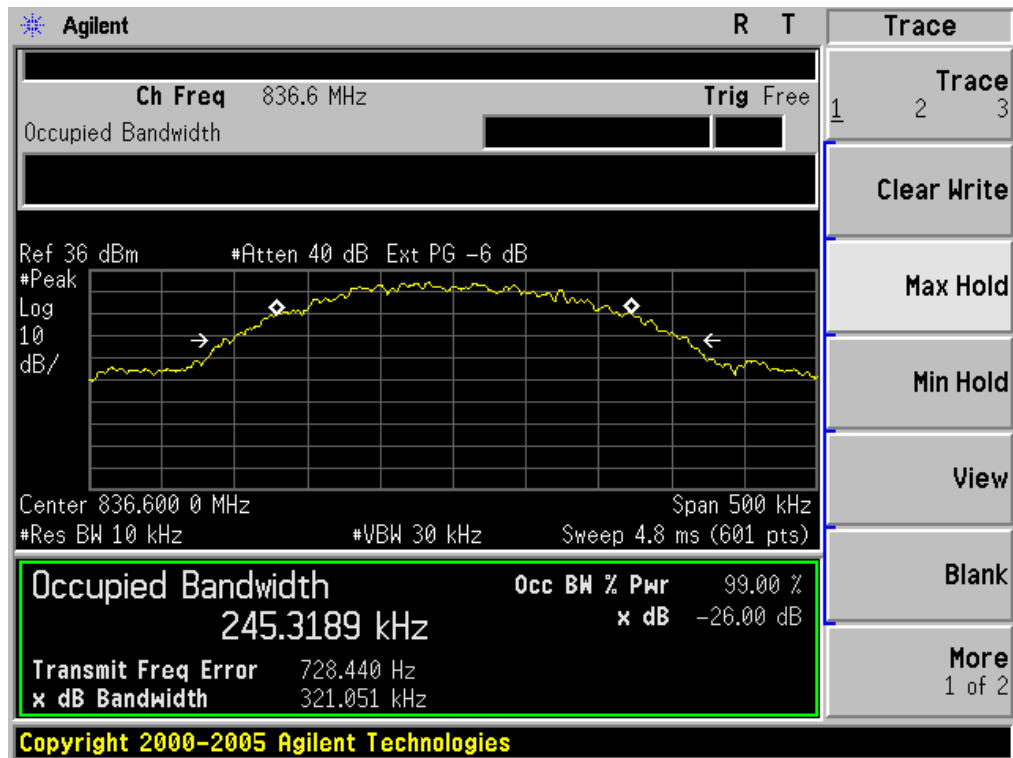 Agilent R T
Ch Freq 836.6 MHz Trig Free
Occupied Bandwidth
Ref 36 dBm #Atten 40 dB Ext PG -6 dB
#Peak
Log
10
dB/
Center 836.600 0 MHz Span 500 kHz
#Res BW 10 kHz #VBW 30 kHz Sweep 4.8 ms (601 pts)
Occupied Bandwidth Occ BW % Pwr 99.00 %
245.3189 kHz x dB -26.00 dB
Transmit Freq Error 728.440 Hz
x dB Bandwidth 321.051 kHz
Copyright 2000-2005 Agilent Technologies
Trace
Trace
1 2 3
Clear Write
Max Hold
Min Hold
View
Blank
More
1 of 2